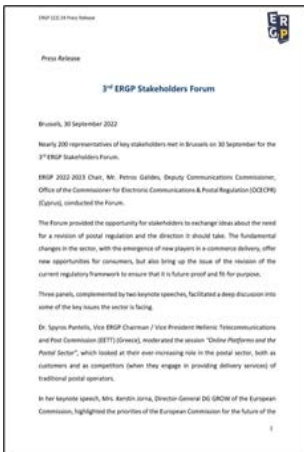 ERGP (22) 24 Press Release
ERGP
Press Release
3rd ERGP Stakeholders Forum
Brussels, 30 September 2022
Nearly 200 representatives of key stakeholders met in Brussels on 30 September for the
3rd ERGP Stakeholders Forum.
ERGP 2022-2023 Chair, Mr. Petros Galides, Deputy Communications Commissioner,
Office of the Commissioner for Electronic Communications & Postal Regulation (OCECPR)
(Cyprus), conducted the Forum.
The Forum provided the opportunity for stakeholders to exchange ideas about the need
for a revision of postal regulation and the direction it should take. The fundamental
changes in the sector, with the emergence of new players in e-commerce delivery, offer
new opportunities for consumers, but also bring up the issue of the revision of the
current regulatory framework to ensure that it is future proof and fit-for-purpose.
Three panels, complemented by two keynote speeches, facilitated a deep discussion into
some of the key issues the sector is facing.
Dr. Spyros Pantelis, Vice ERGP Chairman / Vice President Hellenic Telecommunications
and Post Commission (EETT) (Greece), moderated the session "Online Platforms and the
Postal Sector", which looked at their ever-increasing role in the postal sector, both as
customers and as competitors (when they engage in providing delivery services) of
traditional postal operators.
In her keynote speech, Mrs. Kerstin Jorna, Director-General DG GROW of the European
Commission, highlighted the priorities of the European Commission for the future of the
1